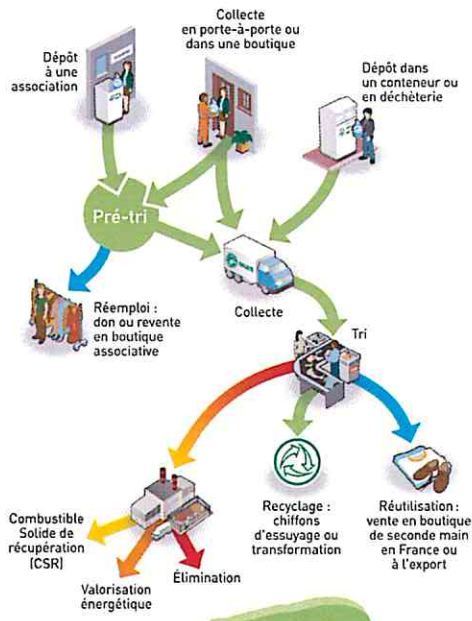 Collecte
en porte-à-porte ou
dans une boutique
Dépôt
à une
association
Dépôt dans
un conteneur ou
en déchèterie
Pré-tri
Collecte
Réemploi :
don ou revente
en boutique
associative
Tri
Recyclage :
chiffons
d'essuyage ou
transformation
Réutilisation :
vente en boutique
de seconde main
en France ou
à l'export
Combustible
Solide de
récupération
(CSR)
Valorisation
énergétique
Élimination